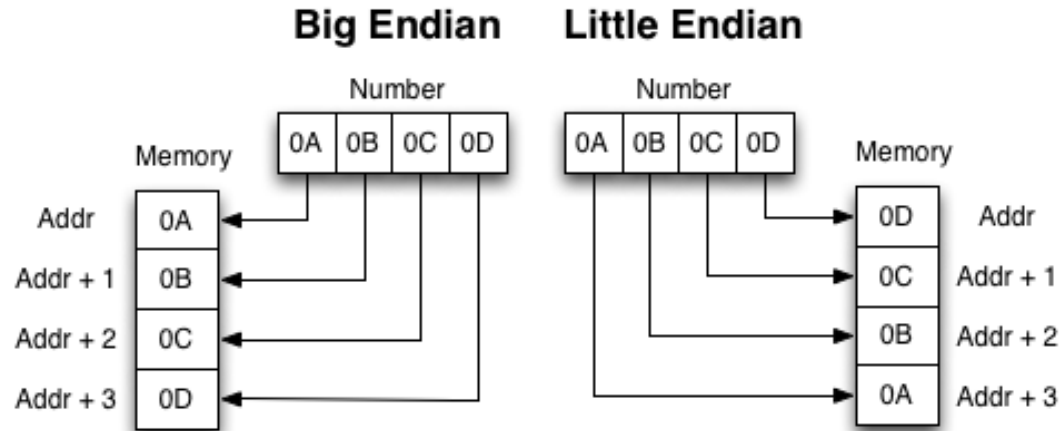 Big Endian Little Endian
Number Number
0A 0B 0C 0D 0A 0B 0C 0D
Memory Memory
Addr 0A 0D Addr
Addr + 1 0B 0C Addr + 1
Addr + 2 0C 0B Addr + 2
Addr + 3 0D 0A Addr + 3